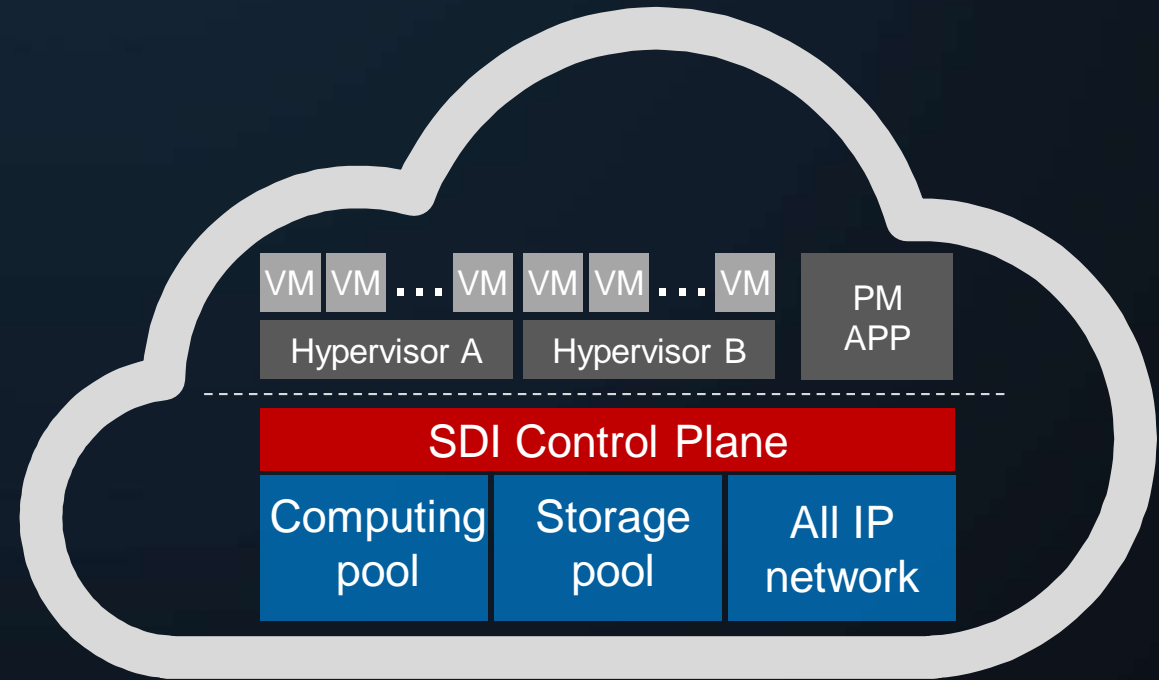 VM VM ... VM VM VM ... VM
Hypervisor A Hypervisor B
PM
APP
SDI Control Plane
Computing
pool
Storage
pool
All IP
network